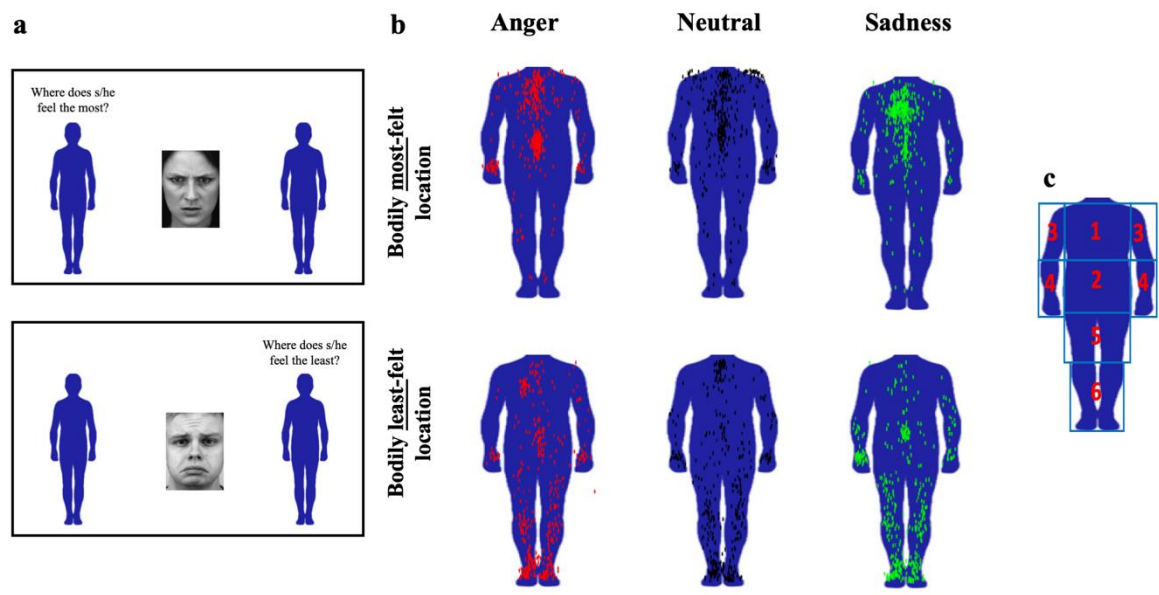 a
Where does s/he
feel the most?
Where does s/he
feel the least?
b
Anger
Neutral
Sadness
Bodily most-felt
location
Bodily least-felt
location
c
3
1
3
4
2
4
5
6